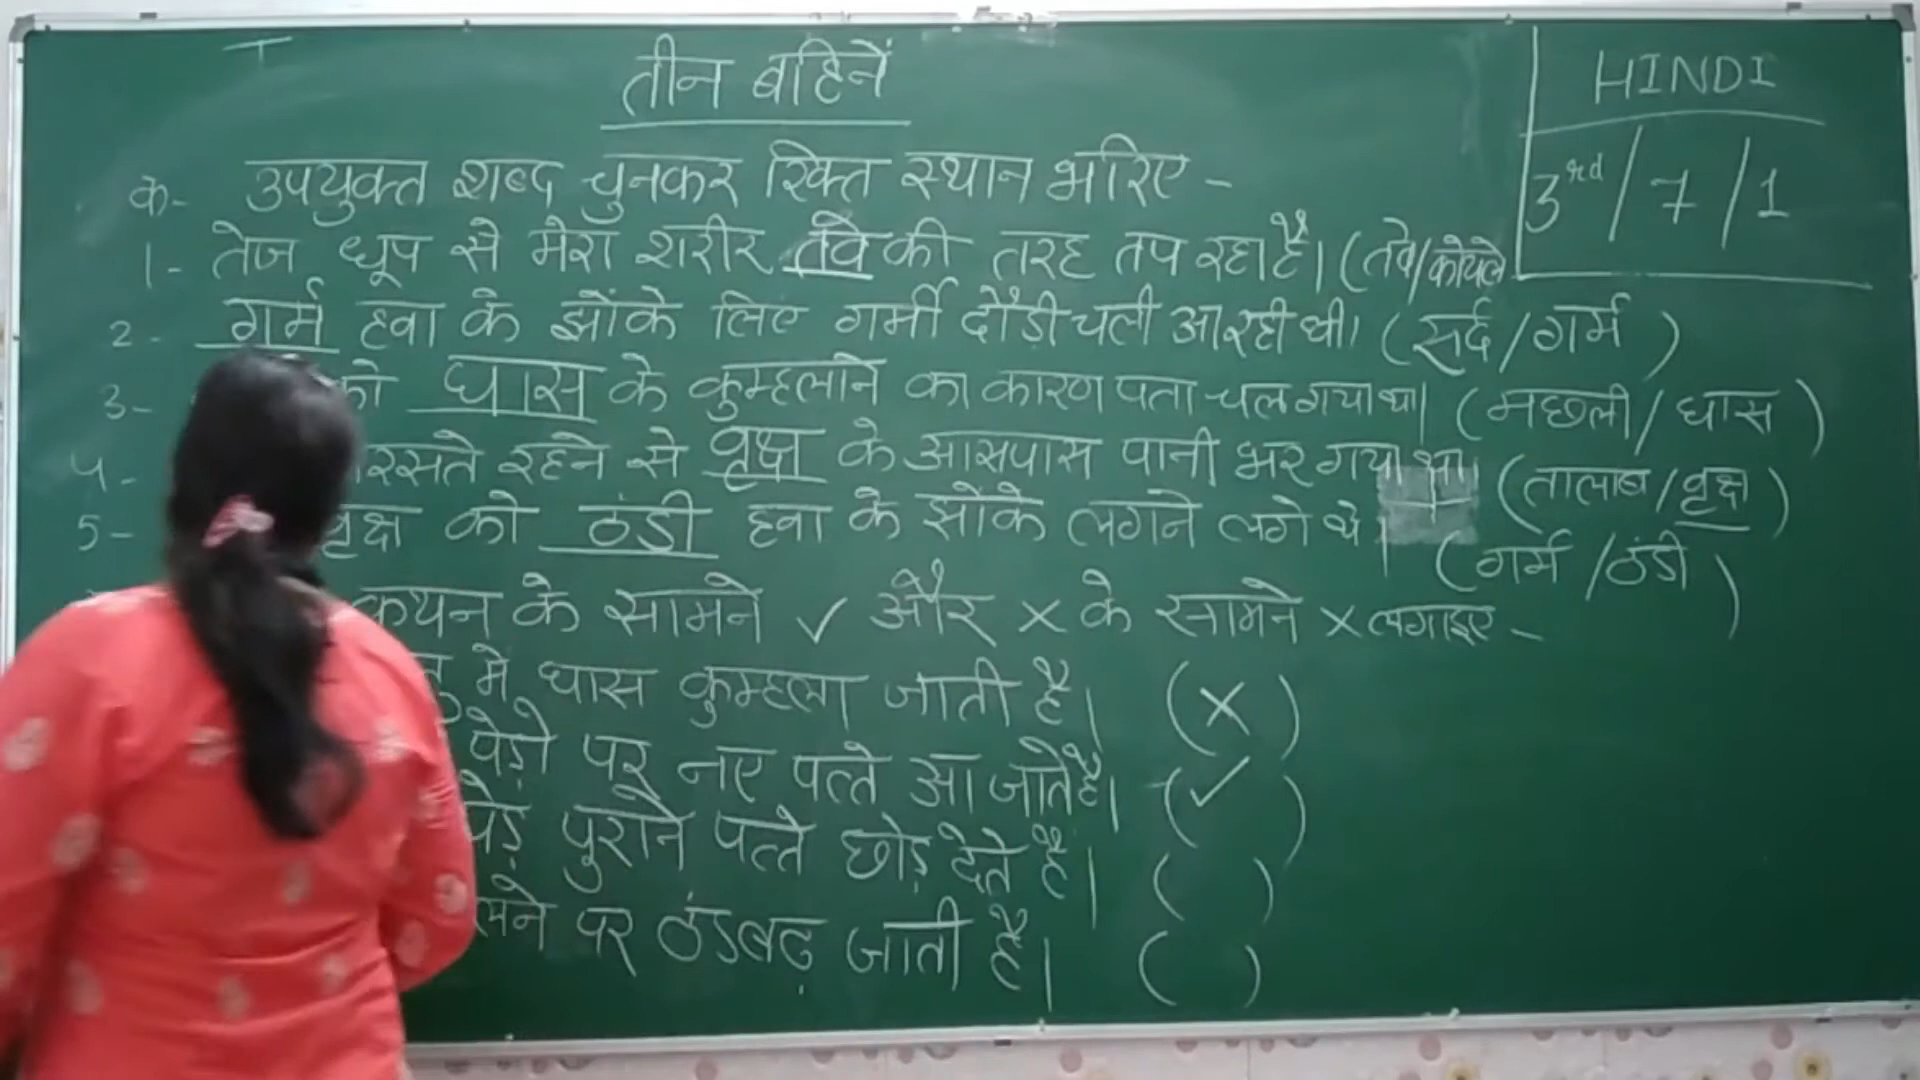 तीन बहिनें
HINDI
3rd / 7 / 1
क- उपयुक्त शब्द चुनकर रिक्त स्थान भरिए -
1- तेज धूप से मेरा शरीर तवे की तरह तप रहा है। (तवे/कोयले
2- गर्म हवा के झोंके लिए गर्मी दौड़ी चली आ रही थी। (सर्द/गर्म)
3- को घास के कुम्हलाने का कारण पता चल गया था। (मछली/घास)
4- रसते रहने से वृक्ष के आसपास पानी भर गया था। (तालाब/वृक्ष)
5- वृक्ष को ठंडी हवा के झोंके लगने लगे थे। (गर्म/ठंडी)
कथन के सामने ✓ और × के सामने × लगाइए -
में घास कुम्हला जाती है। (×)
पेड़ो पर नए पत्ते आ जाते है। (✓)
पेड़ पुराने पत्ते छोड़ देते है। ( )
लने पर ठंड बढ़ जाती है। ( )